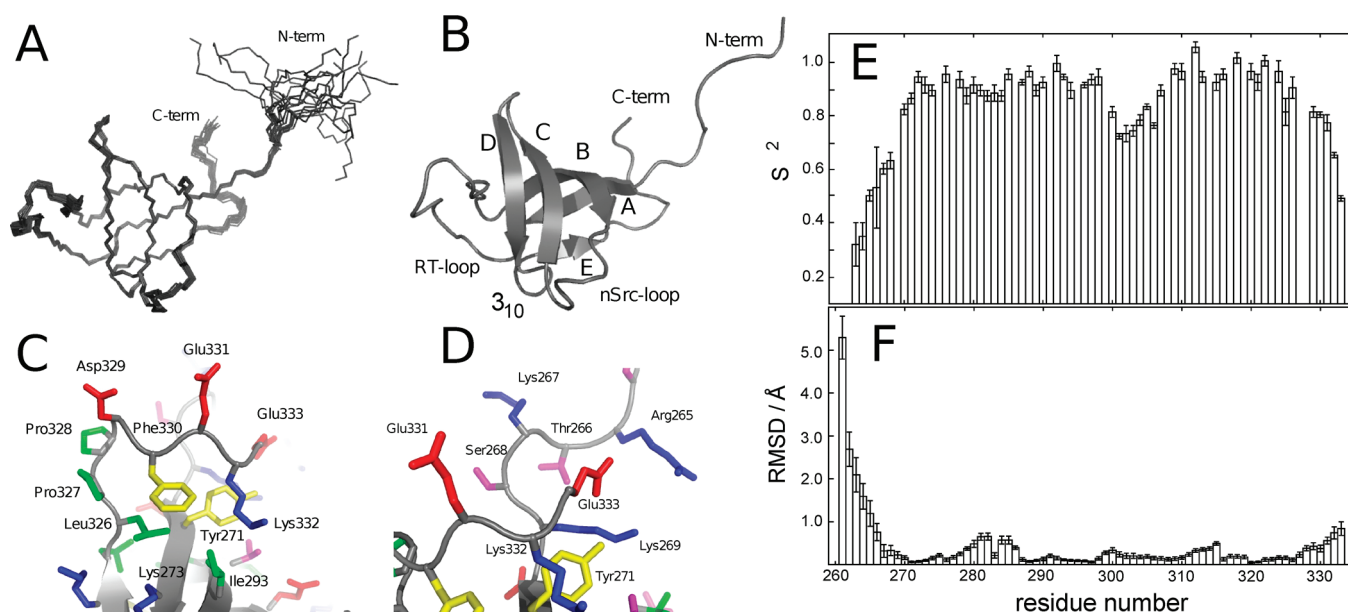 A
N-term
C-term
B
N-term
C-term
D
C
B
A
E
RT-loop
nSrc-loop
3₁₀
C
Asp329
Glu331
Pro328
Phe330
Glu333
Pro327
Leu326
Lys332
Tyr271
Lys273
Ile293
D
Lys267
Arg265
Glu331
Thr266
Ser268
Glu333
Lys332
Lys269
Tyr271
E
S²
1.0
0.8
0.6
0.4
0.2
F
RMSD / Å
5.0
4.0
3.0
2.0
1.0
260 270 280 290 300 310 320 330
residue number